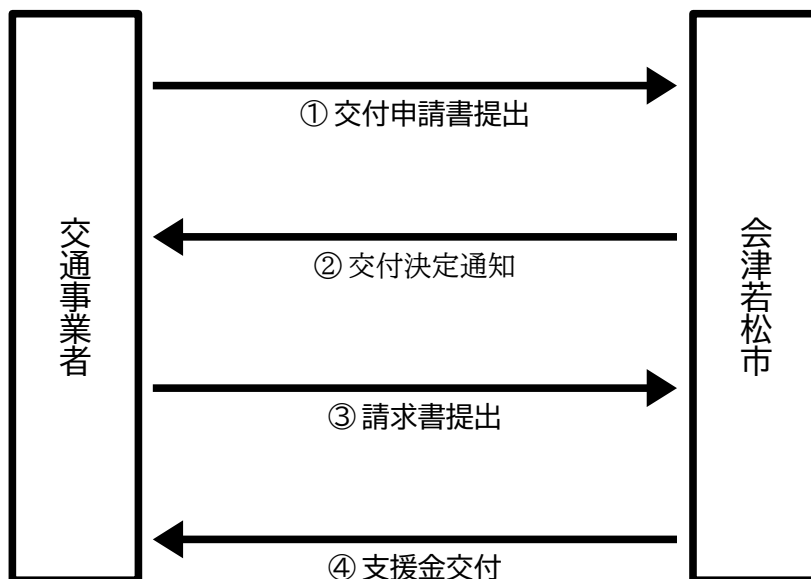 交通事業者
① 交付申請書提出
② 交付決定通知
③ 請求書提出
④ 支援金交付
会津若松市